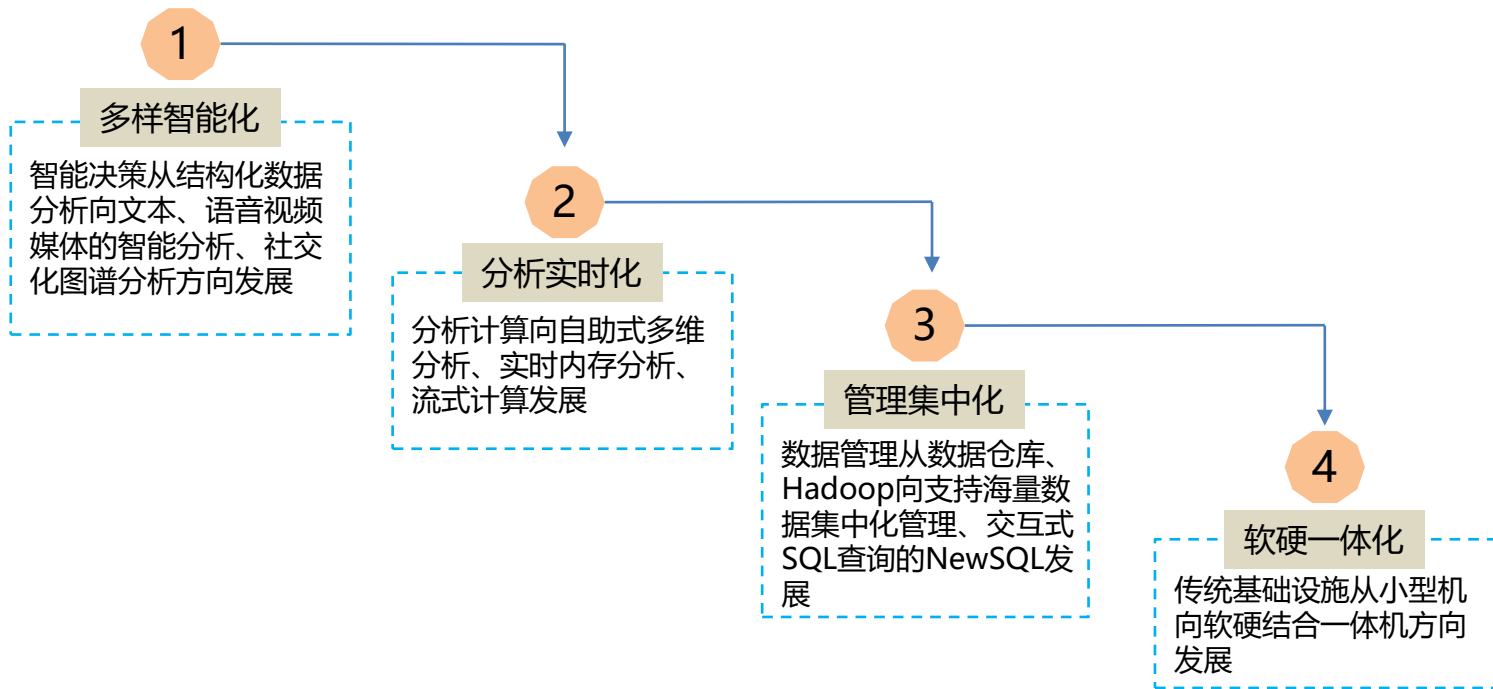 1
多样智能化
智能决策从结构化数据
分析向文本、语音视频
媒体的智能分析、社交
化图谱分析方向发展
2
分析实时化
分析计算向自助式多维
分析、实时内存分析、
流式计算发展
3
管理集中化
数据管理从数据仓库、
Hadoop向支持海量数
据集中化管理、交互式
SQL查询的NewSQL发
展
4
软硬一体化
传统基础设施从小型机
向软硬结合一体机方向
发展